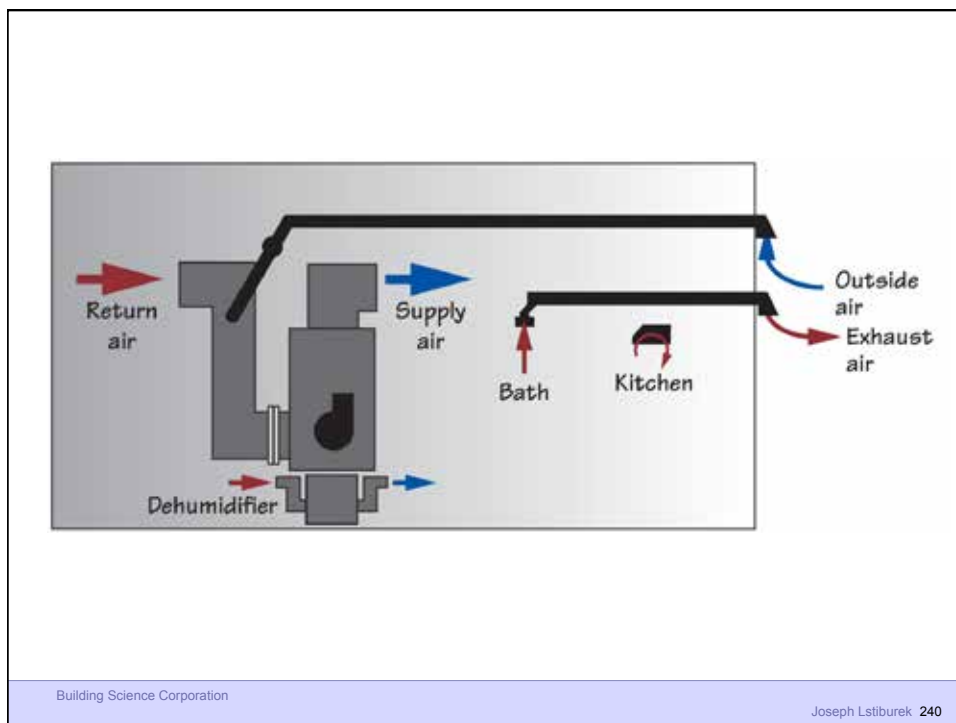 Return
air
Supply
air
Outside
air
Exhaust
air
Bath
Kitchen
Dehumidifier
Building Science Corporation
Joseph Lstiburek 240